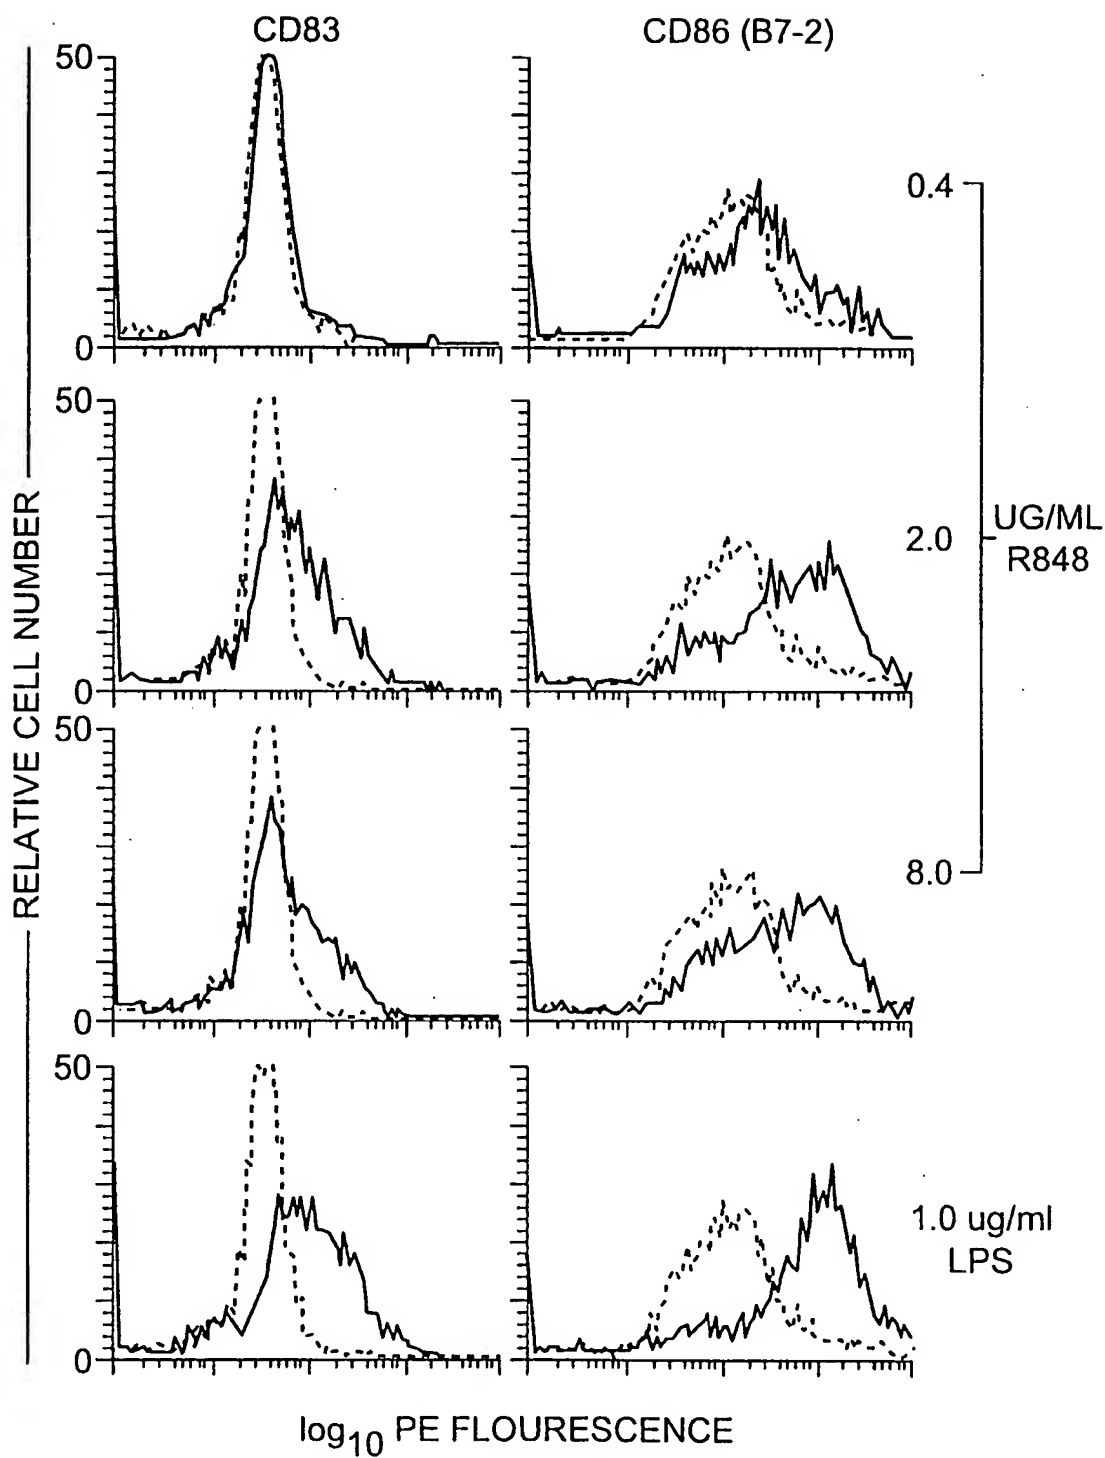 CD83
CD86 (B7-2)
50
0
0.4
50
0
2.0
UG/ML
R848
50
0
8.0
50
0
1.0 ug/ml
LPS
RELATIVE CELL NUMBER
log10 PE FLOURESCENCE